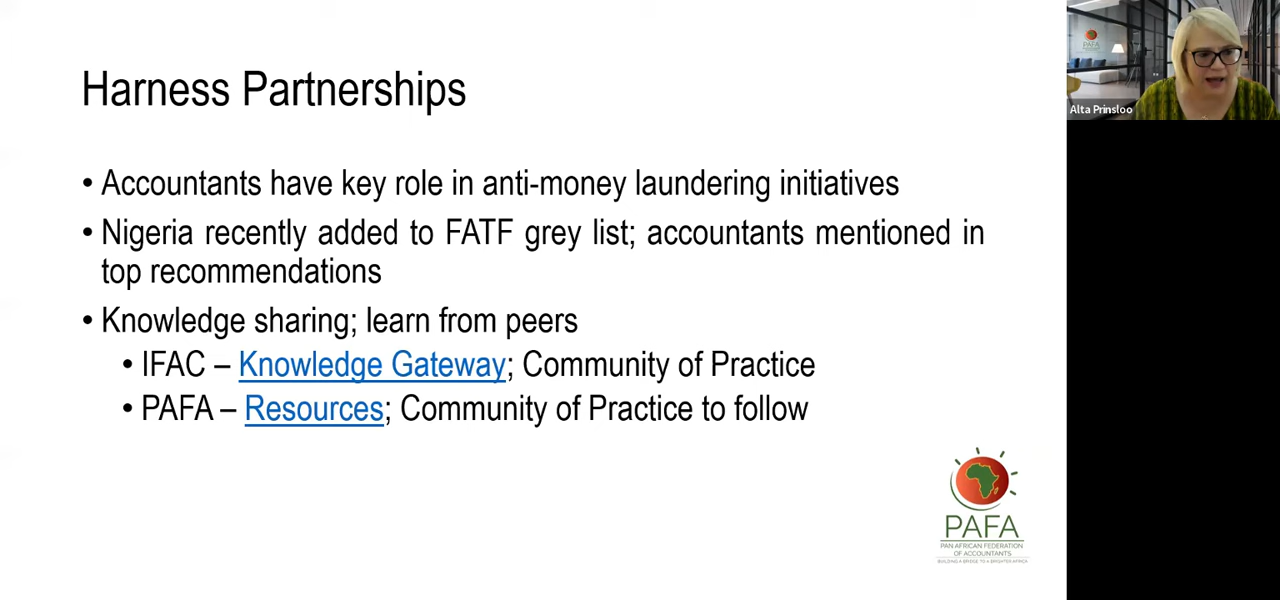 Harness Partnerships
• Accountants have key role in anti-money laundering initiatives
• Nigeria recently added to FATF grey list; accountants mentioned in
top recommendations
• Knowledge sharing; learn from peers
• IFAC – Knowledge Gateway; Community of Practice
• PAFA – Resources; Community of Practice to follow
PAFA
PAN AFRICAN FEDERATION
OF ACCOUNTANTS
BUILDING A BRIDGE TO A BRIGHTER AFRICA
PAFA
Alta Prinsloo